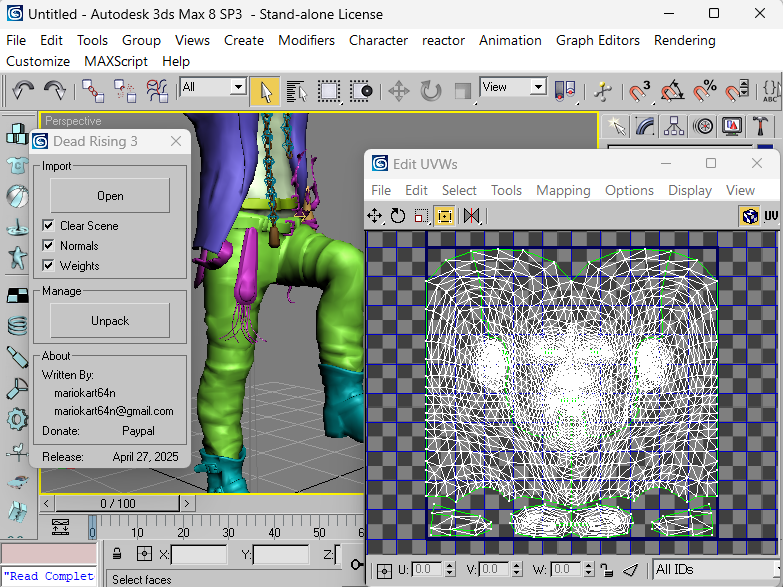 Untitled - Autodesk 3ds Max 8 SP3 - Stand-alone License
File Edit Tools Group Views Create Modifiers Character reactor Animation Graph Editors Rendering
Customize MAXScript Help
All
View
3
%
{}
ABC
Perspective
Dead Rising 3
Import
Open
Clear Scene
Normals
Weights
Manage
Unpack
About
Written By:
mariokart64n
mariokart64n@gmail.com
Donate: Paypal
Release: April 27, 2025
Edit UVWs
File Edit Select Tools Mapping Options Display View
UV
< 0 / 100 >
0 10 20 30 40 50 60
X: Y: Z:
"Read Complet
Select faces
U: 0.0 V: 0.0 W: 0.0 All IDs